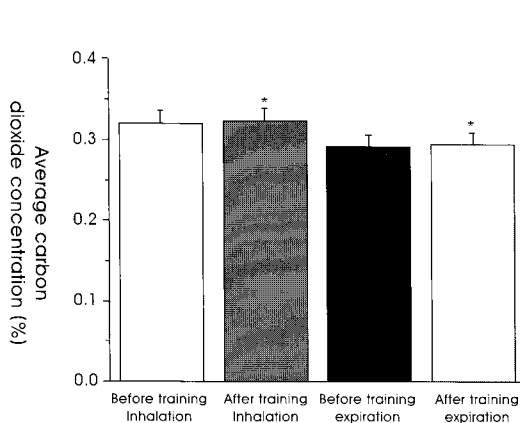 Average carbon
dioxide concentration (%)
0.4
0.3
0.2
0.1
0.0
*
*
Before training
Inhalation
After training
Inhalation
Before training
expiration
After training
expiration